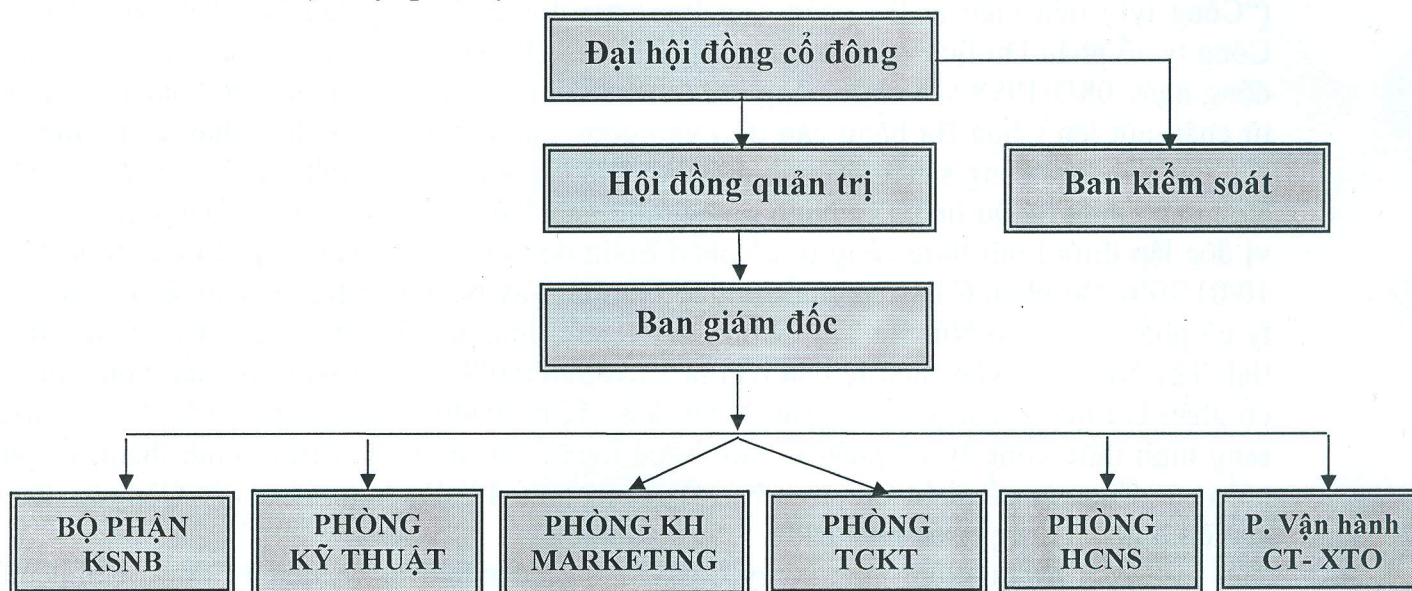 Đại hội đồng cổ đông
Hội đồng quản trị
Ban kiểm soát
Ban giám đốc
BỘ PHẬN
KSNB
PHÒNG
KỸ THUẬT
PHÒNG KH
MARKETING
PHÒNG
TCKT
PHÒNG
HCNS
P. Vận hành
CT- XTO